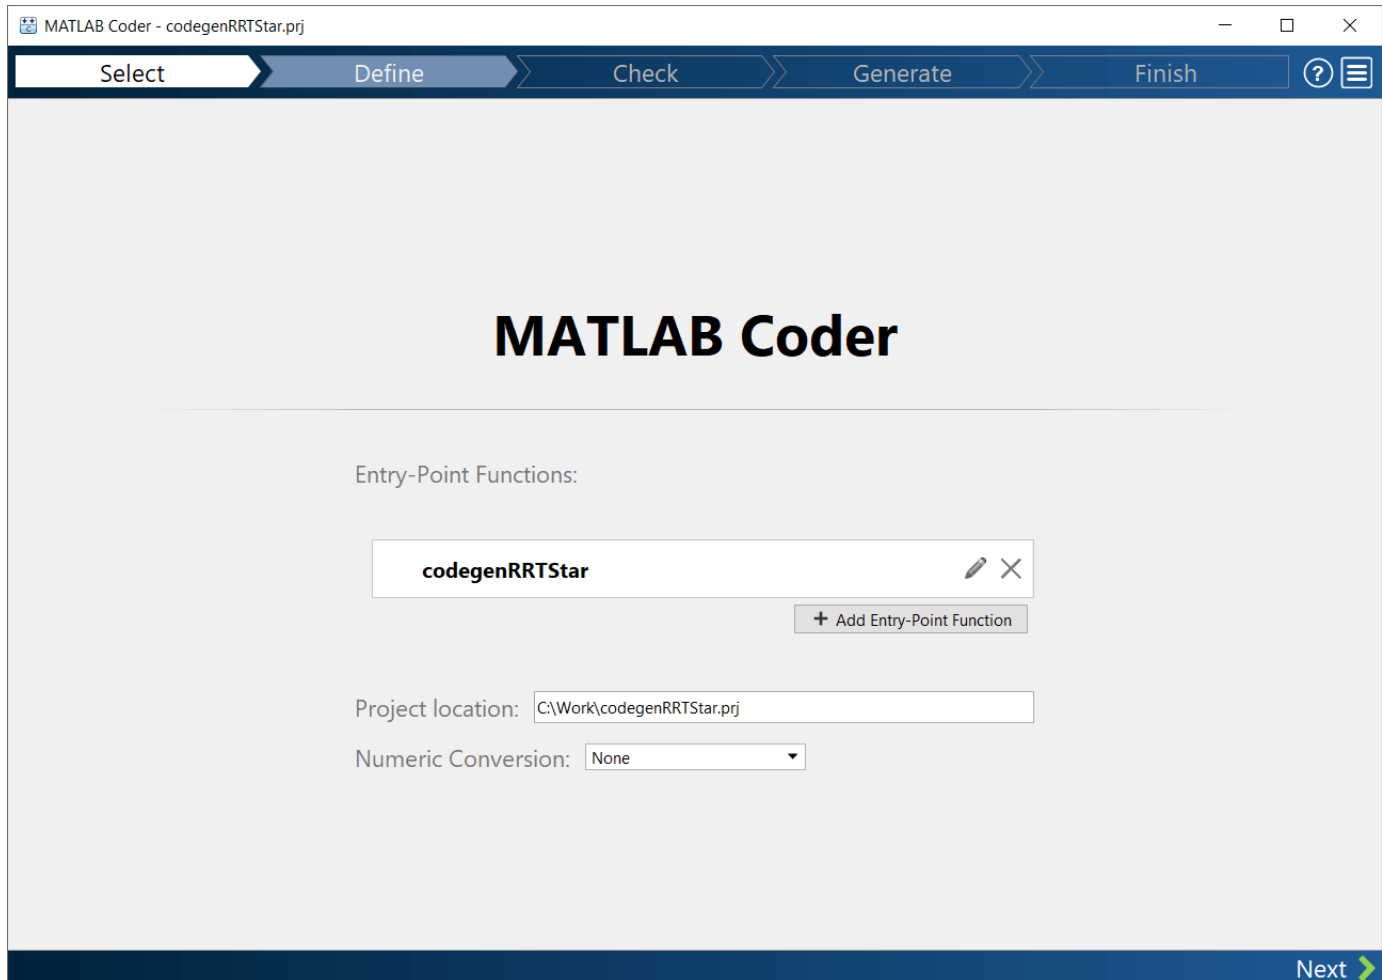 MATLAB Coder - codegenRRTStar.prj
Select Define Check Generate Finish ?
MATLAB Coder
Entry-Point Functions:
codegenRRTStar
+ Add Entry-Point Function
Project location: C:\Work\codegenRRTStar.prj
Numeric Conversion: None
Next